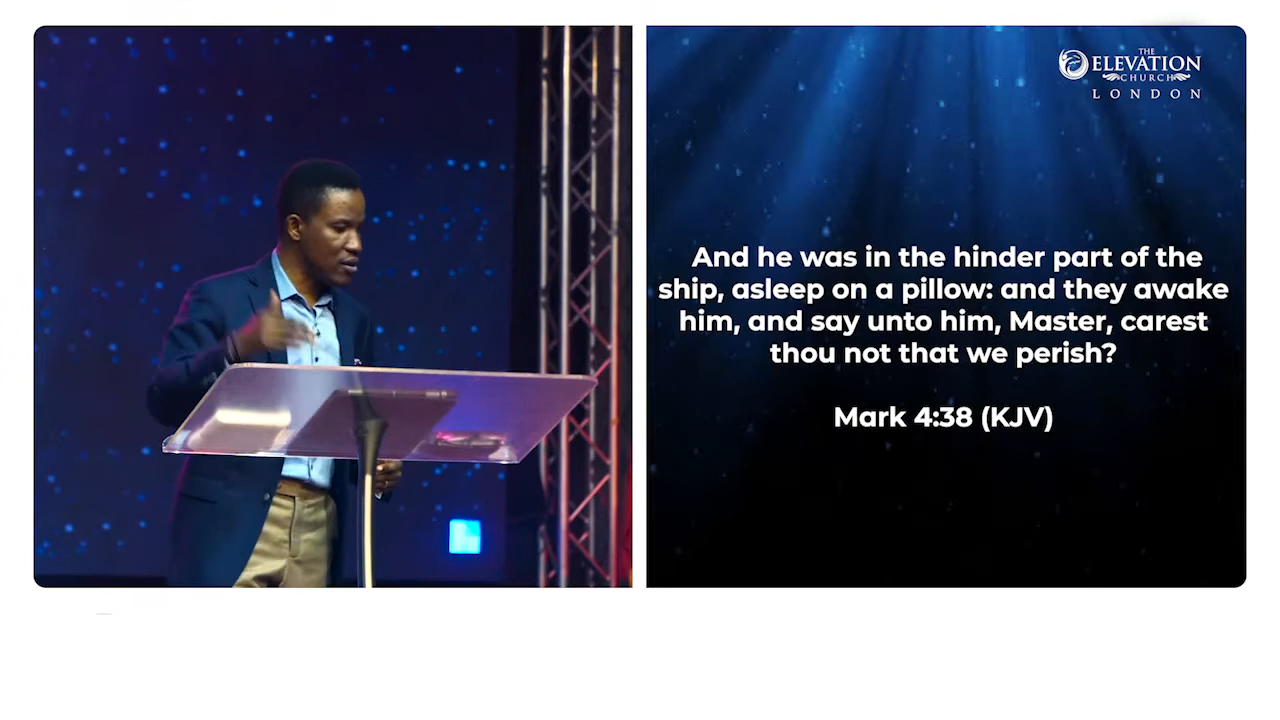 THE
ELEVATION
CHURCH
LONDON
And he was in the hinder part of the
ship, asleep on a pillow: and they awake
him, and say unto him, Master, carest
thou not that we perish?
Mark 4:38 (KJV)